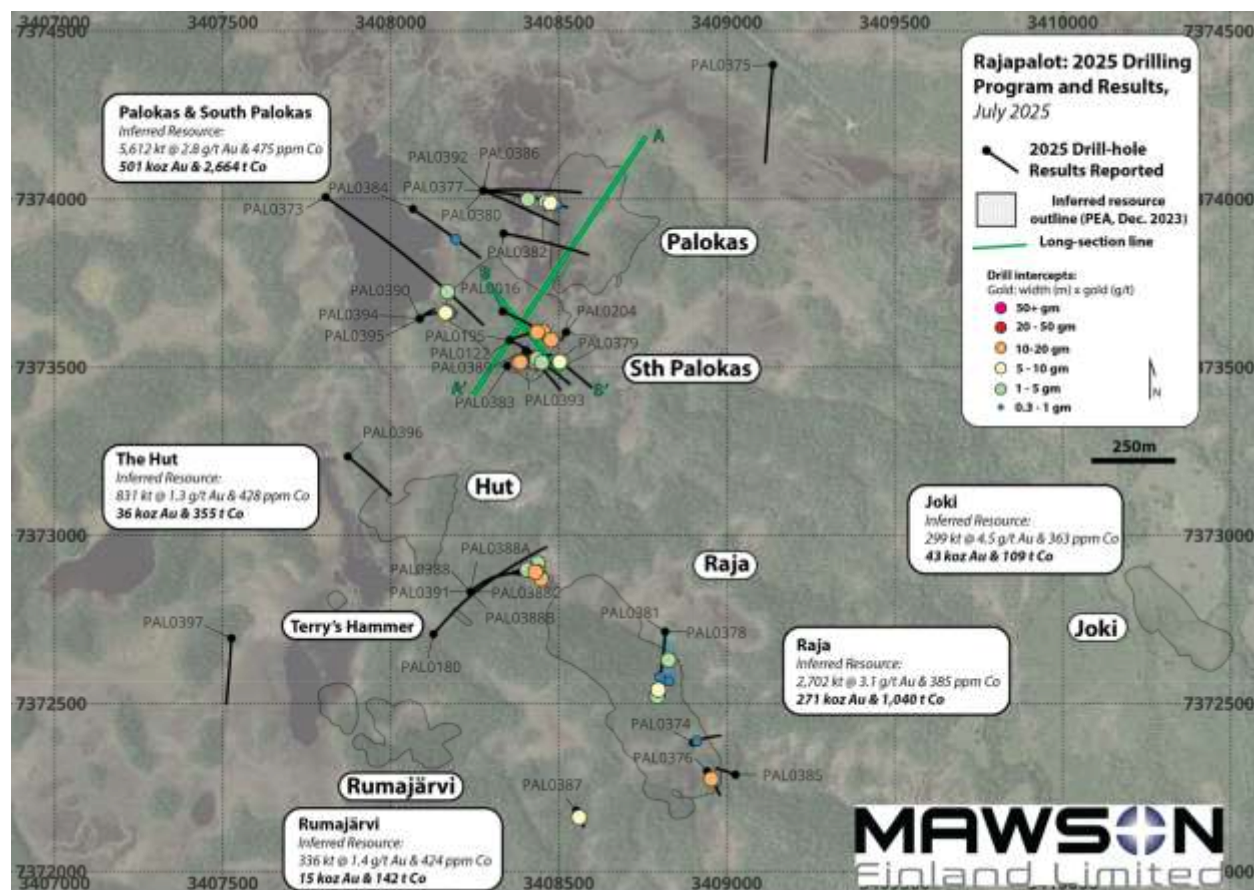 3407000 3407500 3408000 3408500 3409000 3409500 3410000
7374500 7374500
Rajapalot: 2025 Drilling
Program and Results,
July 2025
2025 Drill-hole
Results Reported
Inferred resource
outline (PEA, Dec. 2023)
Long-section line
Drill intercepts:
Gold: width (m) x gold (g/t)
50+ gm
20 - 50 gm
10-20 gm
5 - 10 gm
1 - 5 gm
0.3 - 1 gm
N
250m
PAL0375
Palokas & South Palokas
Inferred Resource:
5,612 kt @ 2.8 g/t Au & 475 ppm Co
501 koz Au & 2,664 t Co
PAL0386
PAL0392
PAL0384
PAL0377
PAL0373
PAL0380
PAL0382
A
7374000
Palokas
B
PAL0016
PAL0390
PAL0394
PAL0395
PAL0204
PAL0195
PAL0379
PAL0122
PAL0389
PAL0383
PAL0393
A'
B'
7373500 7373500
Sth Palokas
PAL0396
The Hut
Inferred Resource:
831 kt @ 1.3 g/t Au & 428 ppm Co
36 koz Au & 355 t Co
Hut
Joki
Inferred Resource:
299 kt @ 4.5 g/t Au & 363 ppm Co
43 koz Au & 109 t Co
7373000 7373000
PAL0388A
PAL0388
PAL0391
PAL0388C
PAL0388B
Raja
PAL0397
Terry's Hammer
PAL0180
PAL0381
PAL0378
Joki
Raja
Inferred Resource:
2,702 kt @ 3.1 g/t Au & 385 ppm Co
271 koz Au & 1,040 t Co
7372500 7372500
PAL0374
PAL0376
PAL0385
PAL0387
Rumajärvi
Rumajärvi
Inferred Resource:
336 kt @ 1.4 g/t Au & 424 ppm Co
15 koz Au & 142 t Co
MAWSON
Finland Limited
7372000
3407000 3407500 3408000 3408500 3409000